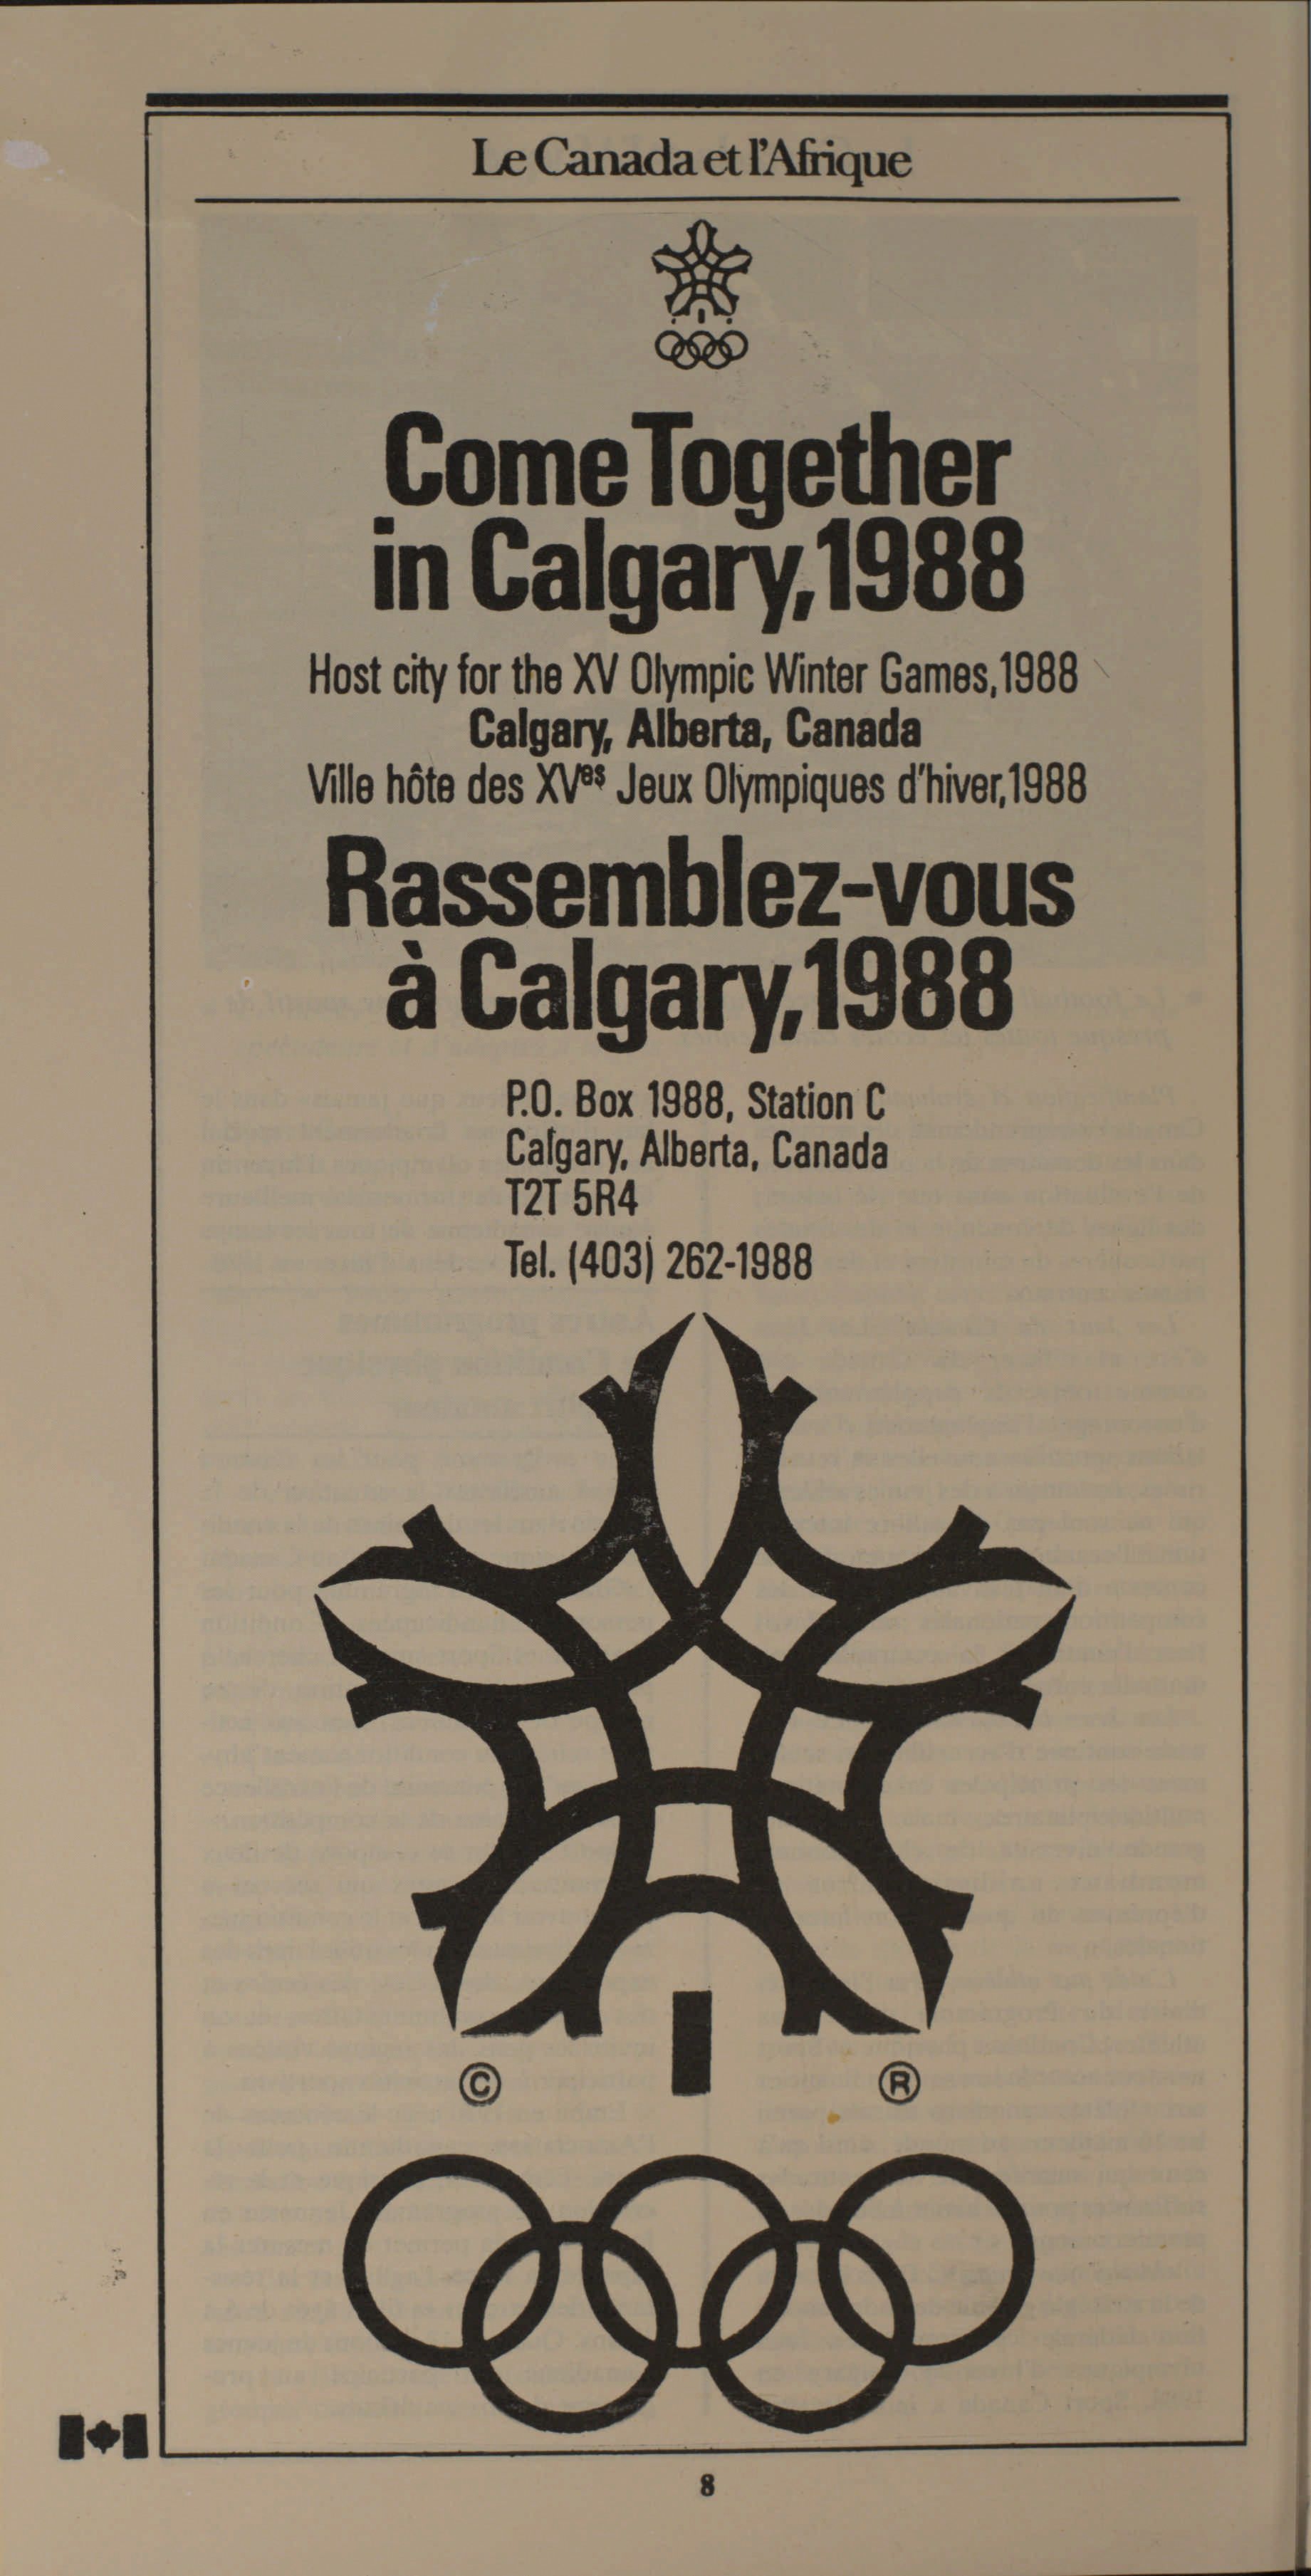 Le Canada et l'Afrique
Come Together
in Calgary, 1988
Host city for the XV Olympic Winter Games, 1988
Calgary, Alberta, Canada
Ville hôte des XVes Jeux Olympiques d'hiver, 1988
Rassemblez-vous
à Calgary, 1988
P.O. Box 1988, Station C
Calgary, Alberta, Canada
T2T 5R4
Tel. (403) 262-1988
© ®
8